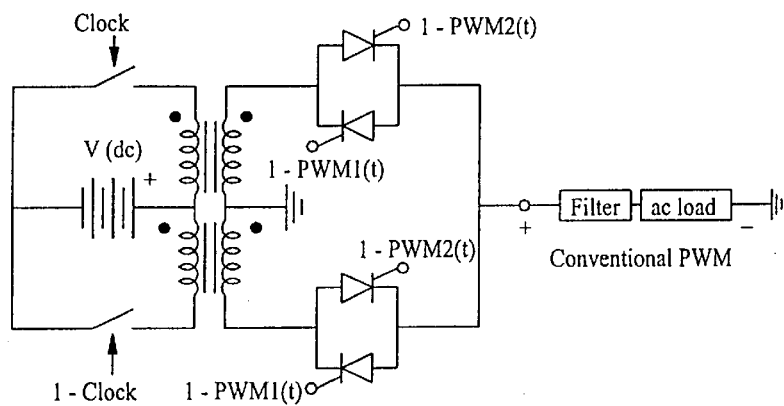 Clock
1 - PWM2(t)
V (dc)
+
1 - PWM1(t)
Filter
ac load
+
−
Conventional PWM
1 - PWM2(t)
1 - PWM1(t)
1 - Clock